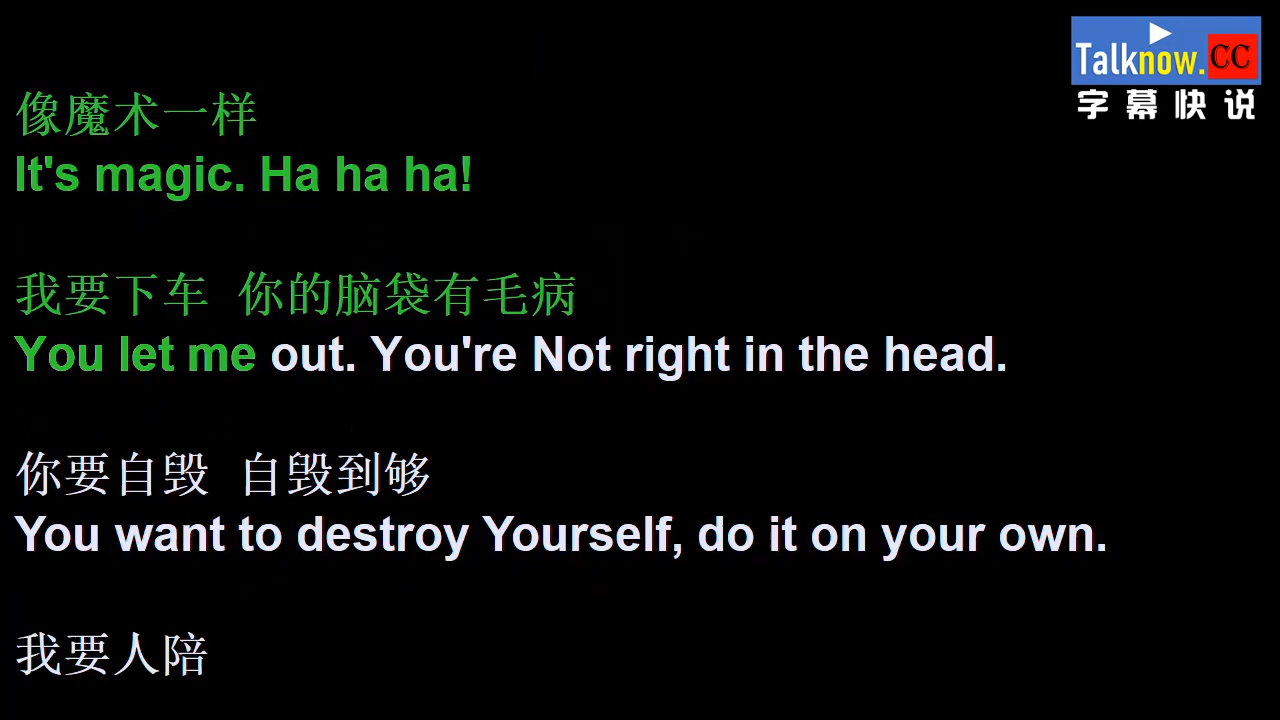 Talknow.CC
字幕快说
像魔术一样
It's magic. Ha ha ha!
我要下车 你的脑袋有毛病
You let me out. You're Not right in the head.
你要自毁 自毁到够
You want to destroy Yourself, do it on your own.
我要人陪